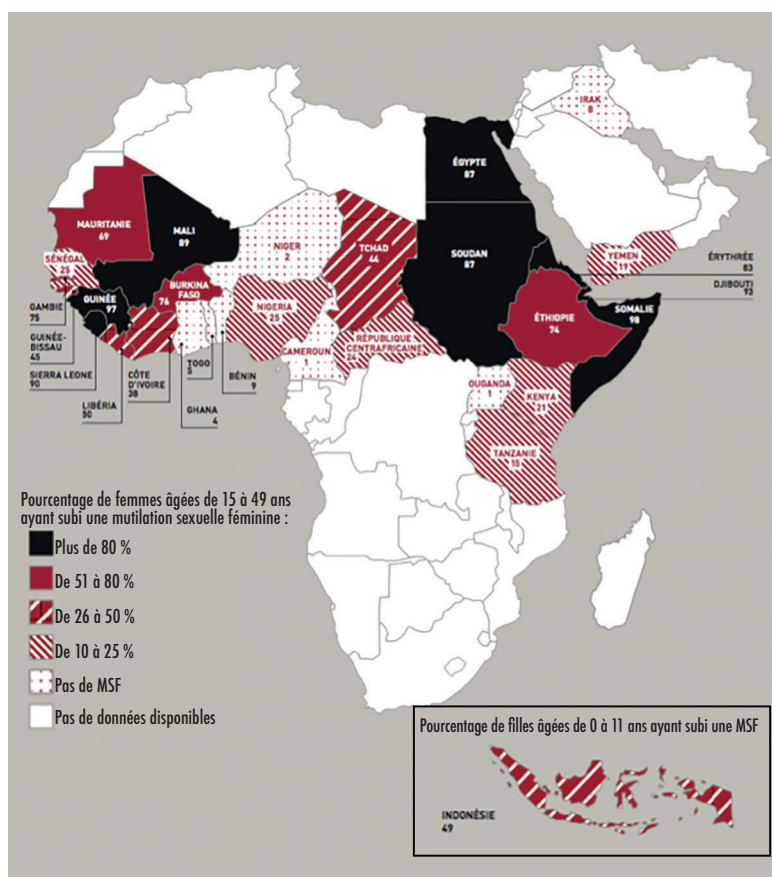 IRAK
8
ÉGYPTE
87
MAURITANIE
69
MALI
89
NIGER
2
TCHAD
44
SOUDAN
87
YEMEN
19
ÉRYTHRÉE
83
DJIBOUTI
93
SÉNÉGAL
25
GUINÉE
97
BURKINA
FASO
76
NIGERIA
25
ÉTHIOPIE
74
SOMALIE
98
GAMBIE
75
GUINÉE-
BISSAU
45
SIERRA LEONE
90
LIBÉRIA
50
CÔTE
D'IVOIRE
38
GHANA
4
TOGO
5
BÉNIN
9
CAMEROUN
1
RÉPUBLIQUE
CENTRAFRICAINE
24
OUGANDA
1
KENYA
21
TANZANIE
15
Pourcentage de femmes âgées de 15 à 49 ans
ayant subi une mutilation sexuelle féminine :
Plus de 80 %
De 51 à 80 %
De 26 à 50 %
De 10 à 25 %
Pas de MSF
Pas de données disponibles
Pourcentage de filles âgées de 0 à 11 ans ayant subi une MSF
INDONÉSIE
49